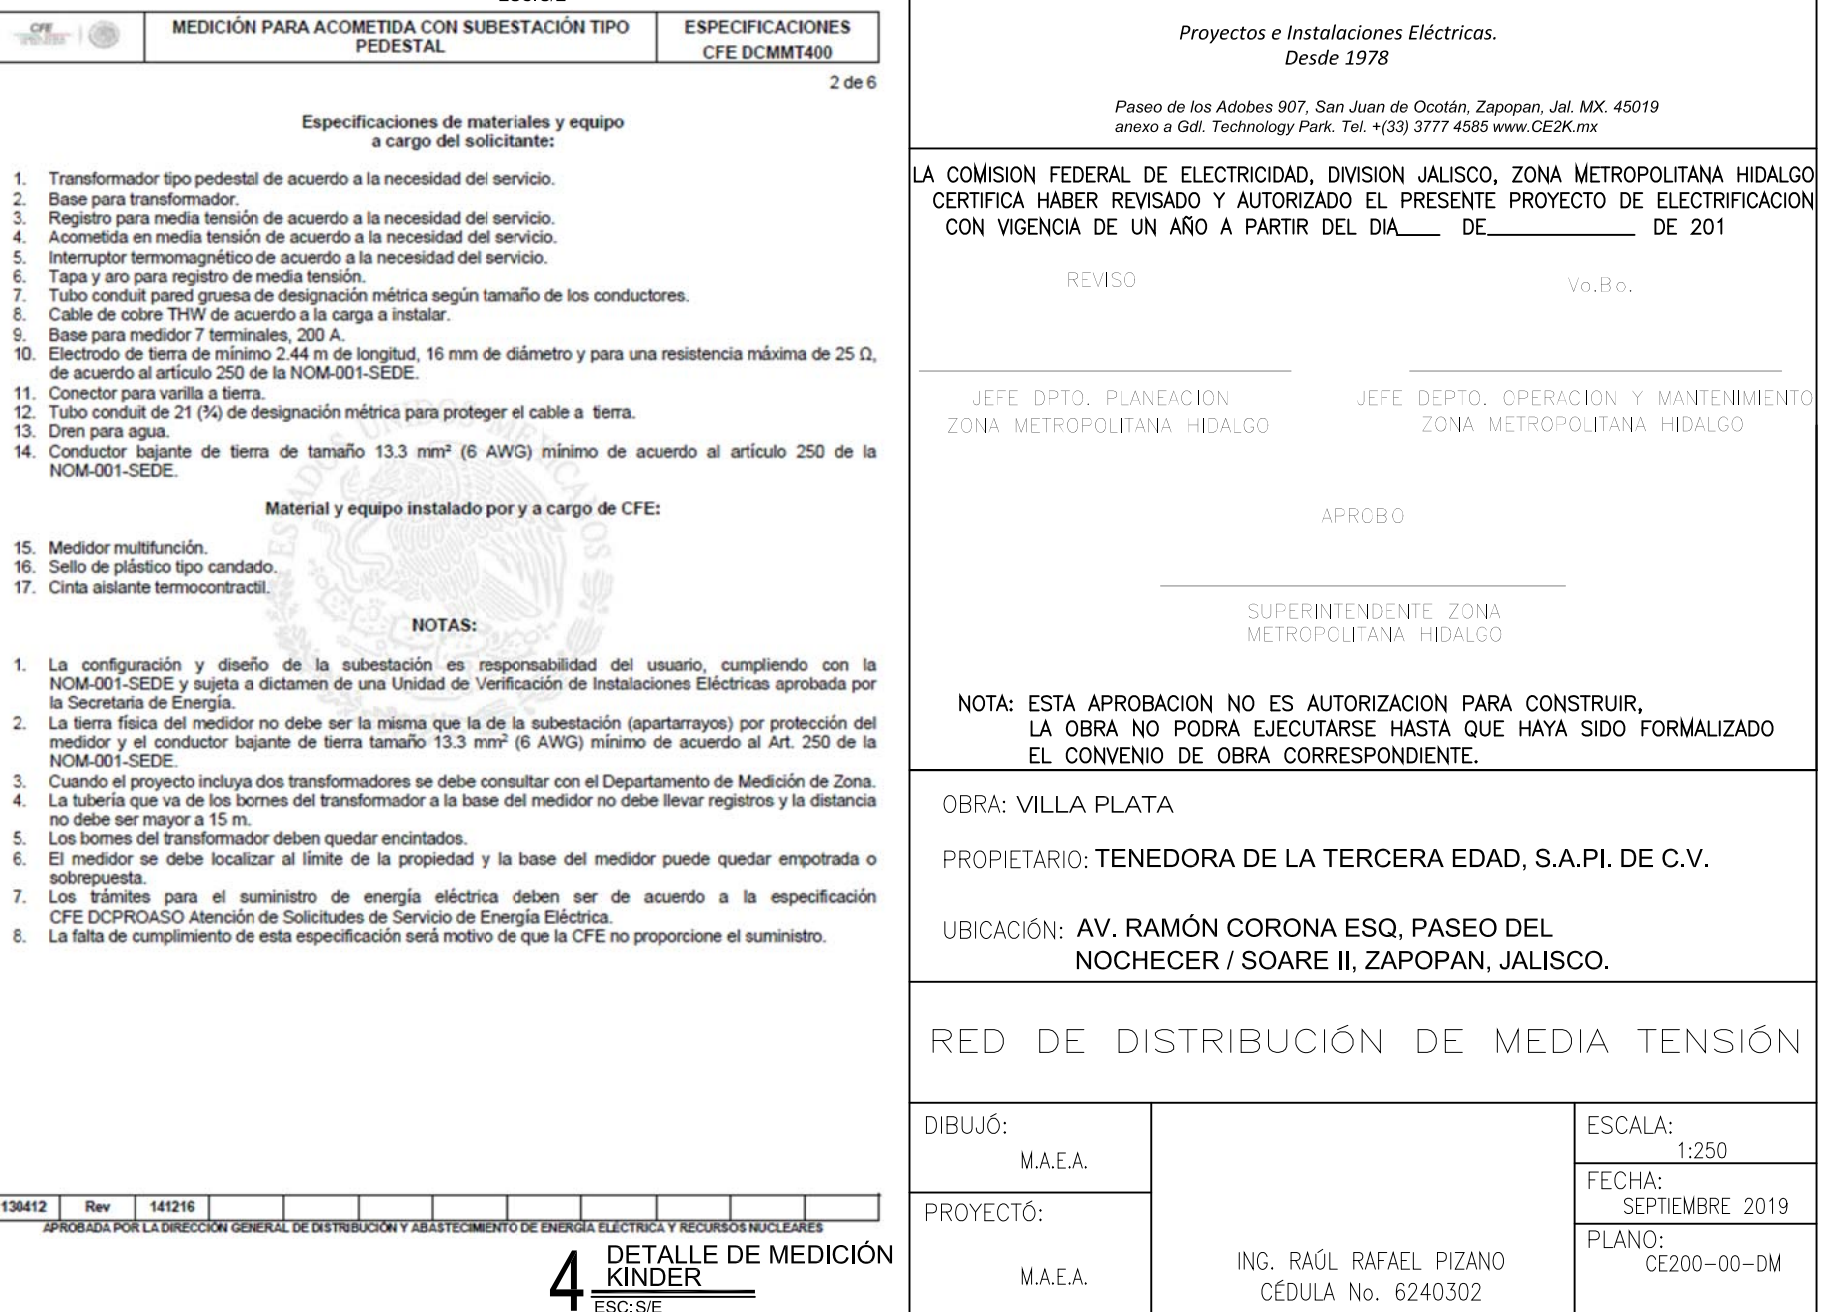 CFE
MEDICIÓN PARA ACOMETIDA CON SUBESTACIÓN TIPO
PEDESTAL
ESPECIFICACIONES
CFE DCMMT400
2 de 6
Especificaciones de materiales y equipo
a cargo del solicitante:
1. Transformador tipo pedestal de acuerdo a la necesidad del servicio.
2. Base para transformador.
3. Registro para media tensión de acuerdo a la necesidad del servicio.
4. Acometida en media tensión de acuerdo a la necesidad del servicio.
5. Interruptor termomagnético de acuerdo a la necesidad del servicio.
6. Tapa y aro para registro de media tensión.
7. Tubo conduit pared gruesa de designación métrica según tamaño de los conductores.
8. Cable de cobre THW de acuerdo a la carga a instalar.
9. Base para medidor 7 terminales, 200 A.
10. Electrodo de tierra de mínimo 2.44 m de longitud, 16 mm de diámetro y para una resistencia máxima de 25 Ω,
de acuerdo al artículo 250 de la NOM-001-SEDE.
11. Conector para varilla a tierra.
12. Tubo conduit de 21 (¾) de designación métrica para proteger el cable a tierra.
13. Dren para agua.
14. Conductor bajante de tierra de tamaño 13.3 mm² (6 AWG) mínimo de acuerdo al artículo 250 de la
NOM-001-SEDE.
ESTADOS UNIDOS MEXICANOS
Material y equipo instalado por y a cargo de CFE:
15. Medidor multifunción.
16. Sello de plástico tipo candado.
17. Cinta aislante termocontractil.
NOTAS:
1. La configuración y diseño de la subestación es responsabilidad del usuario, cumpliendo con la
NOM-001-SEDE y sujeta a dictamen de una Unidad de Verificación de Instalaciones Eléctricas aprobada por
la Secretaria de Energía.
2. La tierra física del medidor no debe ser la misma que la de la subestación (apartarrayos) por protección del
medidor y el conductor bajante de tierra tamaño 13.3 mm² (6 AWG) mínimo de acuerdo al Art. 250 de la
NOM-001-SEDE.
3. Cuando el proyecto incluya dos transformadores se debe consultar con el Departamento de Medición de Zona.
4. La tubería que va de los bornes del transformador a la base del medidor no debe llevar registros y la distancia
no debe ser mayor a 15 m.
5. Los bornes del transformador deben quedar encintados.
6. El medidor se debe localizar al límite de la propiedad y la base del medidor puede quedar empotrada o
sobrepuesta.
7. Los trámites para el suministro de energía eléctrica deben ser de acuerdo a la especificación
CFE DCPROASO Atención de Solicitudes de Servicio de Energía Eléctrica.
8. La falta de cumplimiento de esta especificación será motivo de que la CFE no proporcione el suministro.
130412 Rev 141216
APROBADA POR LA DIRECCIÓN GENERAL DE DISTRIBUCIÓN Y ABASTECIMIENTO DE ENERGÍA ELÉCTRICA Y RECURSOS NUCLEARES
4 DETALLE DE MEDICIÓN
KINDER
ESC:S/E
Proyectos e Instalaciones Eléctricas.
Desde 1978
Paseo de los Adobes 907, San Juan de Ocotán, Zapopan, Jal. MX. 45019
anexo a Gdl. Technology Park. Tel. +(33) 3777 4585 www.CE2K.mx
LA COMISION FEDERAL DE ELECTRICIDAD, DIVISION JALISCO, ZONA METROPOLITANA HIDALGO
CERTIFICA HABER REVISADO Y AUTORIZADO EL PRESENTE PROYECTO DE ELECTRIFICACION
CON VIGENCIA DE UN AÑO A PARTIR DEL DIA____ DE______________ DE 201
REVISO
Vo.Bo.
JEFE DPTO. PLANEACION
ZONA METROPOLITANA HIDALGO
JEFE DEPTO. OPERACION Y MANTENIMIENTO
ZONA METROPOLITANA HIDALGO
APROBO
SUPERINTENDENTE ZONA
METROPOLITANA HIDALGO
NOTA: ESTA APROBACION NO ES AUTORIZACION PARA CONSTRUIR,
LA OBRA NO PODRA EJECUTARSE HASTA QUE HAYA SIDO FORMALIZADO
EL CONVENIO DE OBRA CORRESPONDIENTE.
OBRA: VILLA PLATA
PROPIETARIO: TENEDORA DE LA TERCERA EDAD, S.A.PI. DE C.V.
UBICACIÓN: AV. RAMÓN CORONA ESQ, PASEO DEL
NOCHECER / SOARE II, ZAPOPAN, JALISCO.
RED DE DISTRIBUCIÓN DE MEDIA TENSIÓN
DIBUJÓ:
M.A.E.A.
PROYECTÓ:
M.A.E.A.
ING. RAÚL RAFAEL PIZANO
CÉDULA No. 6240302
ESCALA:
1:250
FECHA:
SEPTIEMBRE 2019
PLANO:
CE200-00-DM